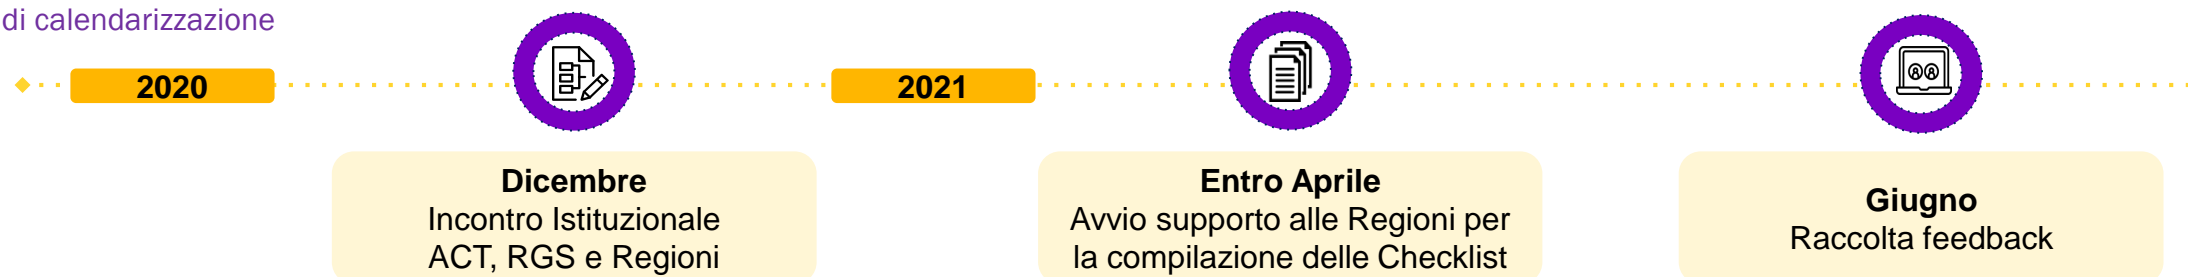 di calendarizzazione
2020
2021
Dicembre
Incontro Istituzionale
ACT, RGS e Regioni
Entro Aprile
Avvio supporto alle Regioni per
la compilazione delle Checklist
Giugno
Raccolta feedback